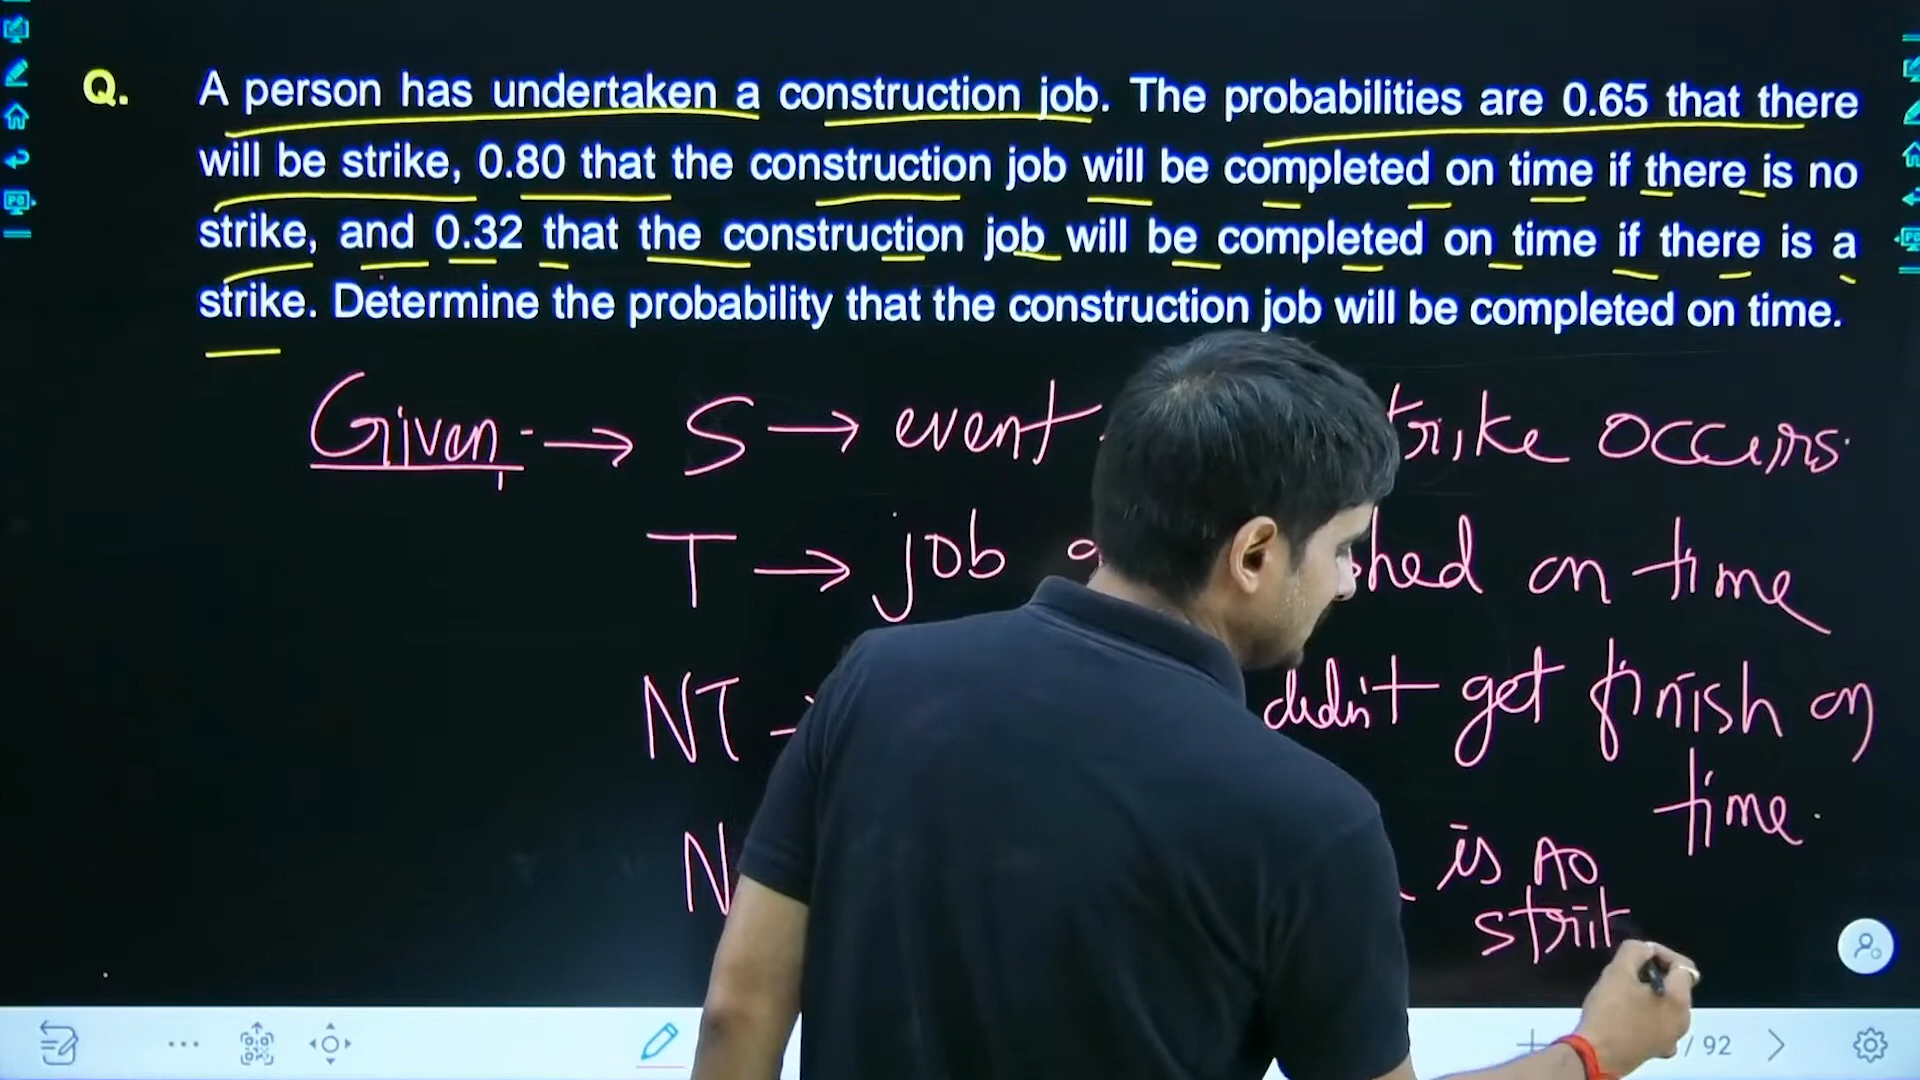 Q. A person has undertaken a construction job. The probabilities are 0.65 that there
will be strike, 0.80 that the construction job will be completed on time if there is no
strike, and 0.32 that the construction job will be completed on time if there is a
strike. Determine the probability that the construction job will be completed on time.
Given → S → event trike occurs.
T → job shed on time
NT → didn't get finish on
time.
N is no
strik
/ 92